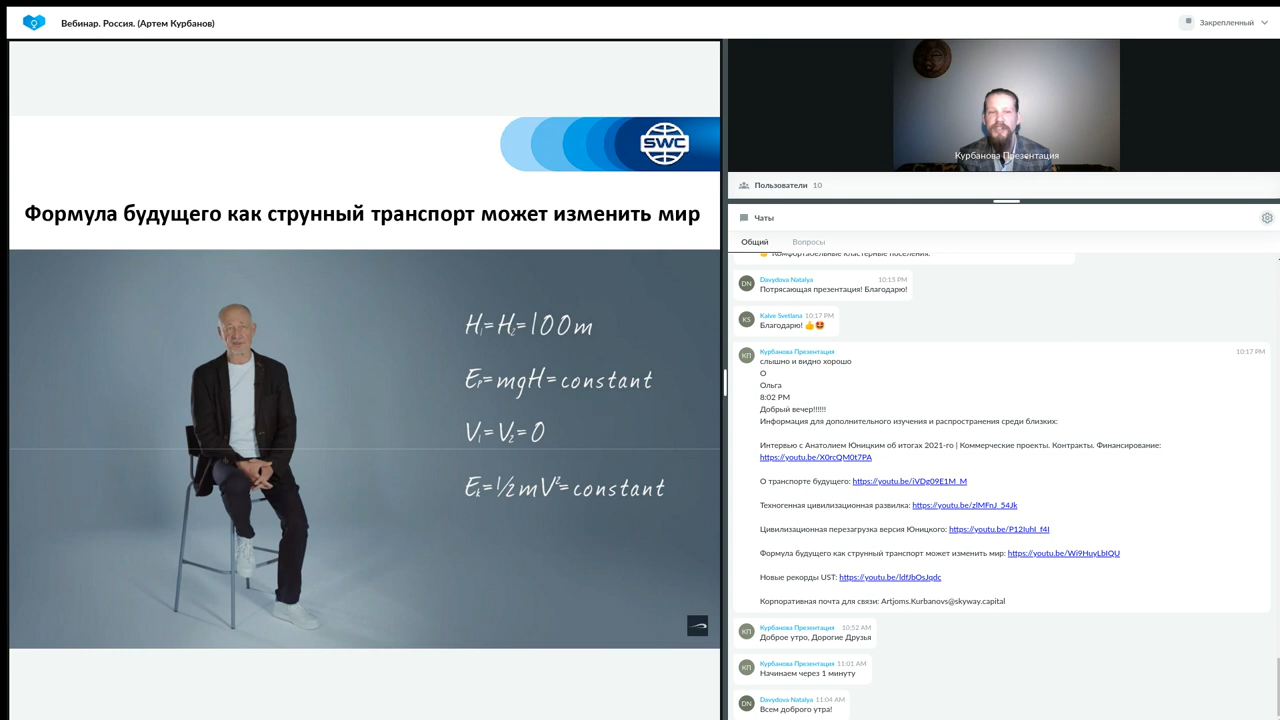 Вебинар. Россия. (Артем Курбанов)
Закрепленный
SWC
Формула будущего как струнный транспорт может изменить мир
H=H₂=100m
Eₚ=mgH=constant
V₁=V₂=0
Eₖ=½mV²=constant
Курбанова Презентация
Пользователи 10
Чаты
Общий Вопросы
Комфортабельные кластерные поселения.
DN Davydova Natalya 10:15 PM
Потрясающая презентация! Благодарю!
KS Kalve Svetlana 10:17 PM
Благодарю! 👍🤩
КП Курбанова Презентация 10:17 PM
слышно и видно хорошо
О
Ольга
8:02 PM
Добрый вечер!!!!!!
Информация для дополнительного изучения и распространения среди близких:
Интервью с Анатолием Юницким об итогах 2021-го | Коммерческие проекты. Контракты. Финансирование:
https://youtu.be/X0rcQM0t7PA
О транспорте будущего: https://youtu.be/iVDg09E1M_M
Техногенная цивилизационная развилка: https://youtu.be/zlMFnJ_54Jk
Цивилизационная перезагрузка версия Юницкого: https://youtu.be/P12Iuhl_f4I
Формула будущего как струнный транспорт может изменить мир: https://youtu.be/Wi9HuyLbIQU
Новые рекорды UST: https://youtu.be/ldfJbOsJqdc
Корпоративная почта для связи: Artjoms.Kurbanovs@skyway.capital
КП Курбанова Презентация 10:52 AM
Доброе утро, Дорогие Друзья
КП Курбанова Презентация 11:01 AM
Начинаем через 1 минуту
DN Davydova Natalya 11:04 AM
Всем доброго утра!